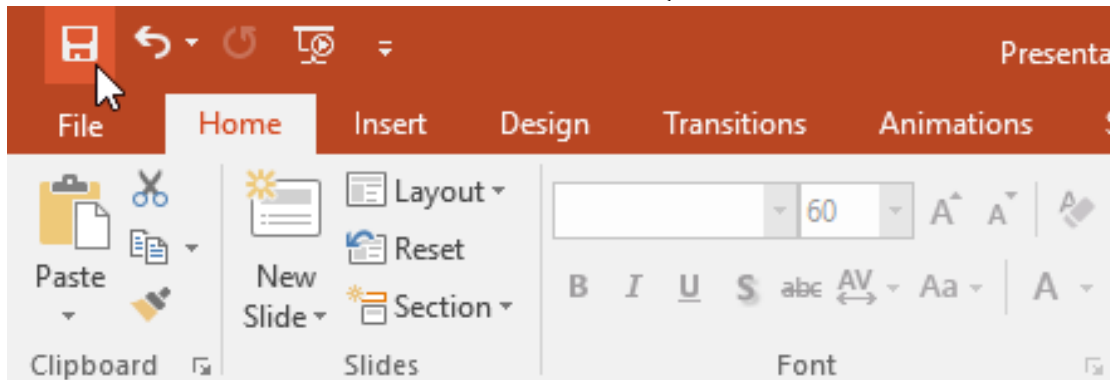 Presenta
File Home Insert Design Transitions Animations
Layout
60
Reset
Paste New
Slide
B I U S abc AV Aa A
Section
Clipboard Slides Font